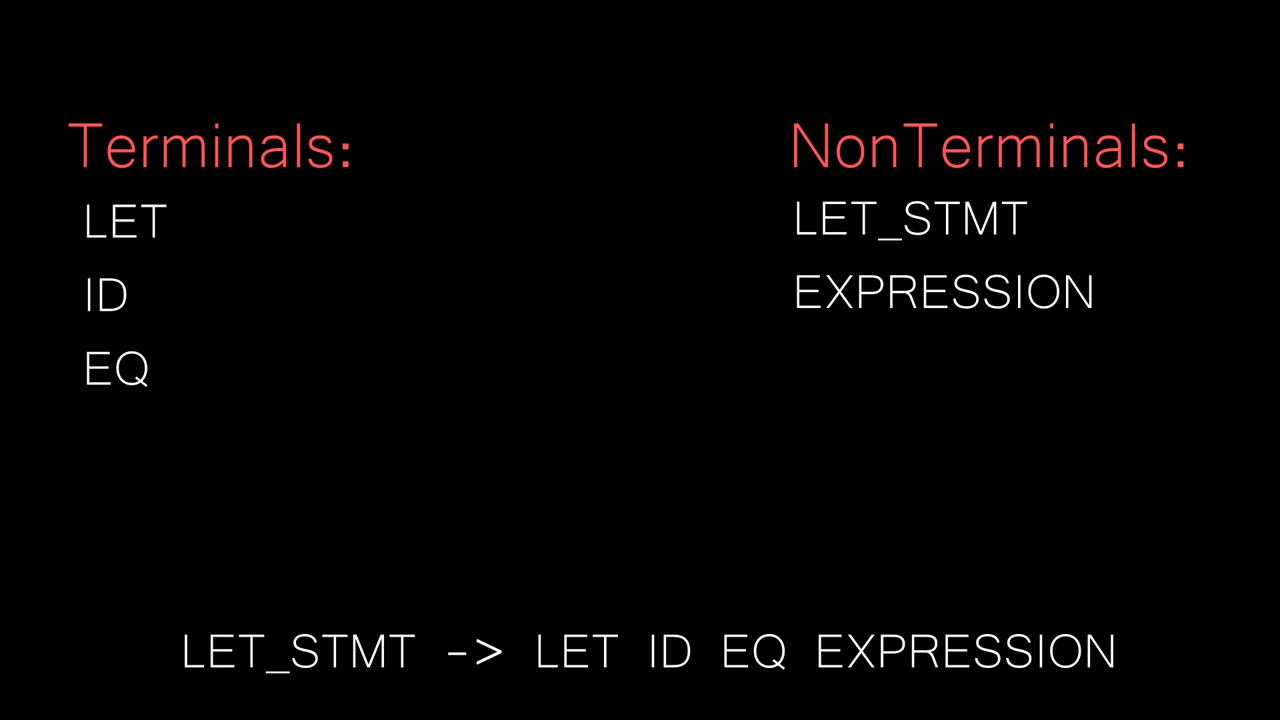 Terminals:
LET
ID
EQ
NonTerminals:
LET_STMT
EXPRESSION
LET_STMT -> LET ID EQ EXPRESSION